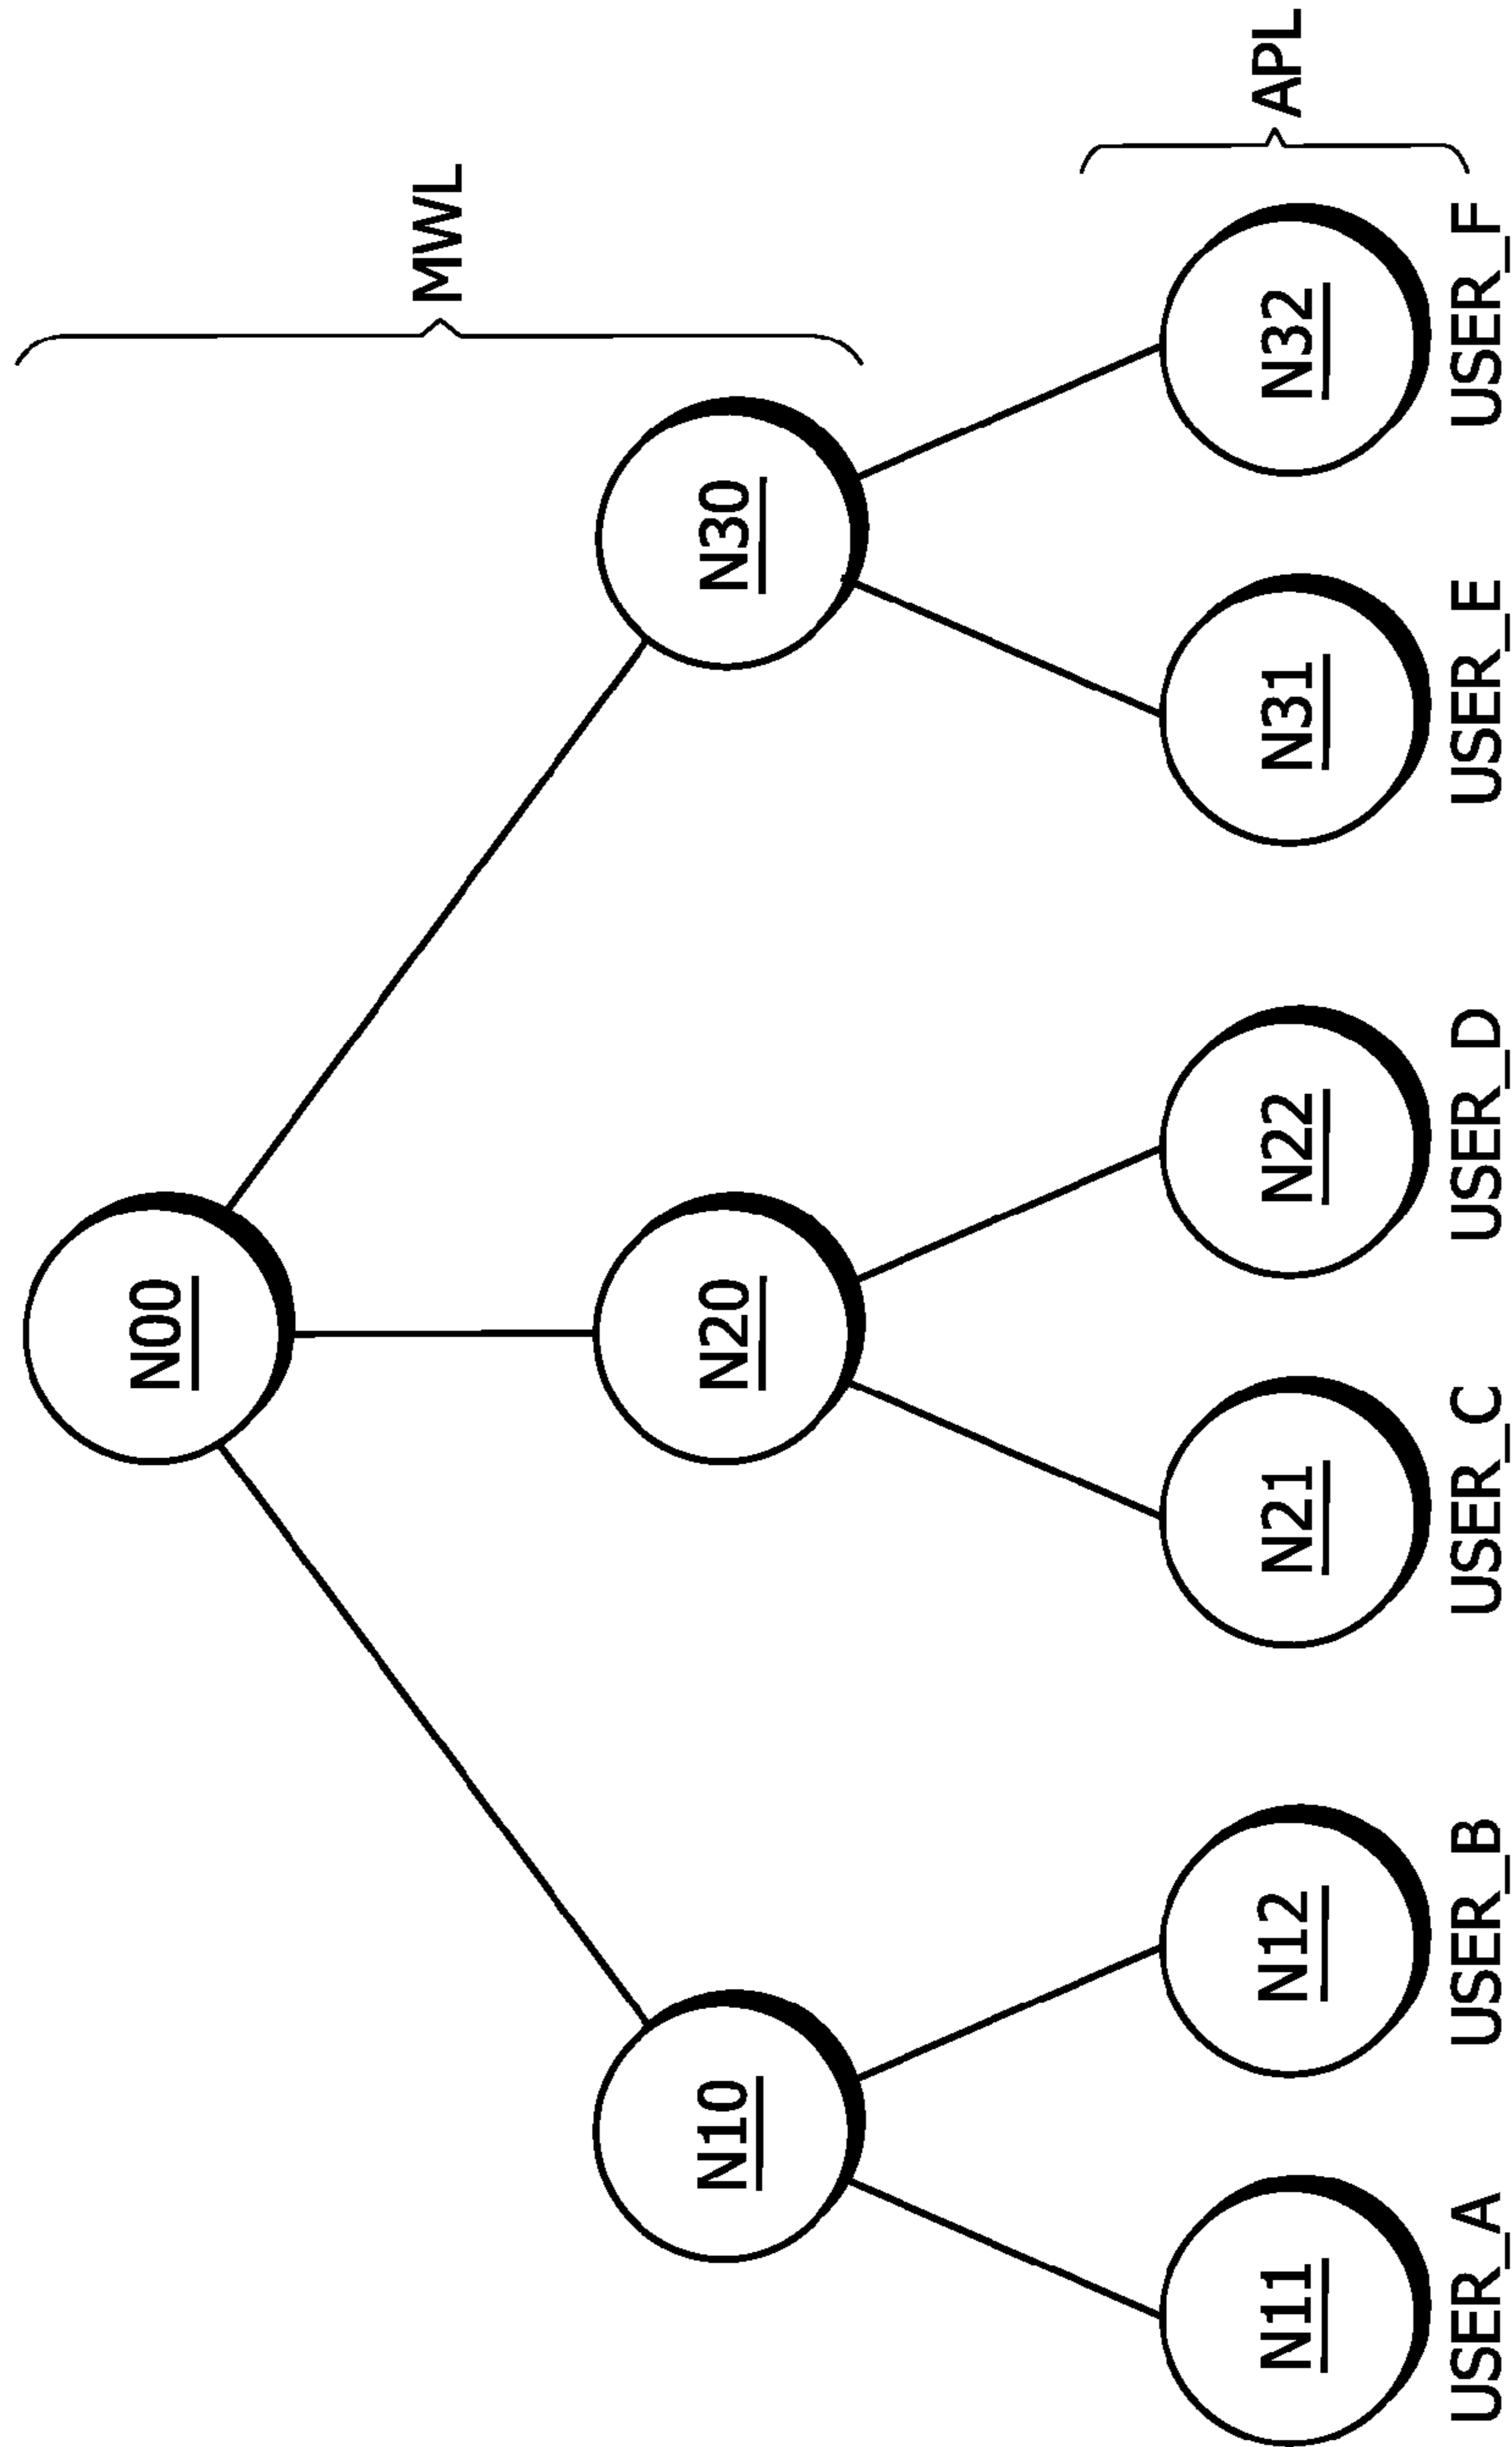 MWL
N00
N10
N20
N30
APL
N11
N12
N21
N22
N31
N32
USER_A
USER_B
USER_C
USER_D
USER_E
USER_F